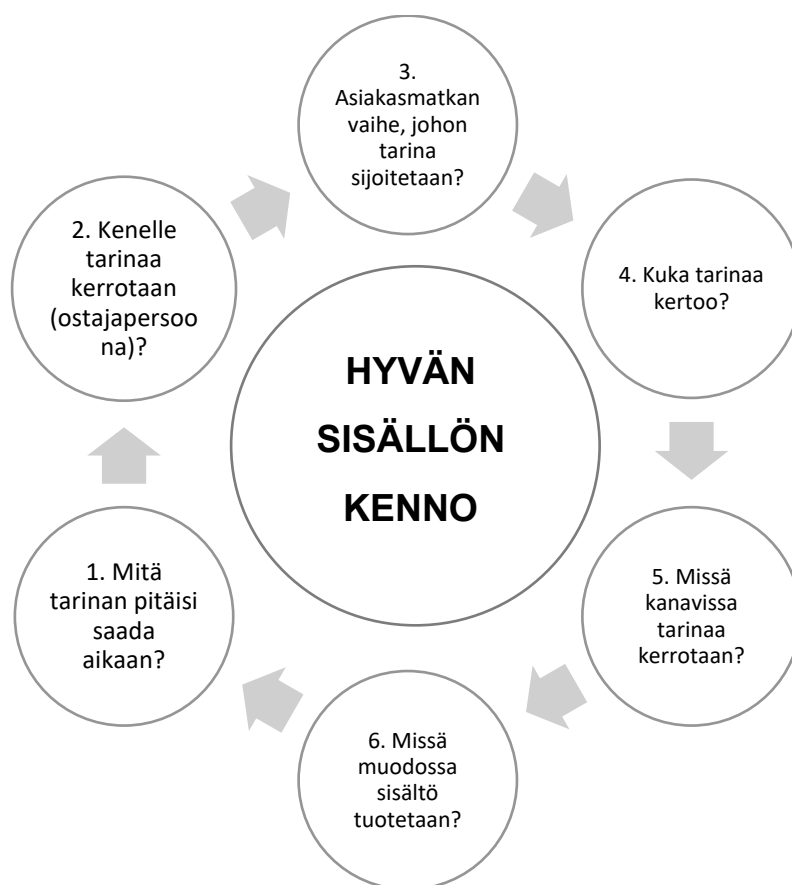 3.
Asiakasmatkan
vaihe, johon
tarina
sijoitetaan?
2. Kenelle
tarinaa
kerrotaan
(ostajapersoo
na)?
4. Kuka tarinaa
kertoo?
HYVÄN
SISÄLLÖN
KENNO
1. Mitä
tarinan pitäisi
saada
aikaan?
5. Missä
kanavissa
tarinaa
kerrotaan?
6. Missä
muodossa
sisältö
tuotetaan?